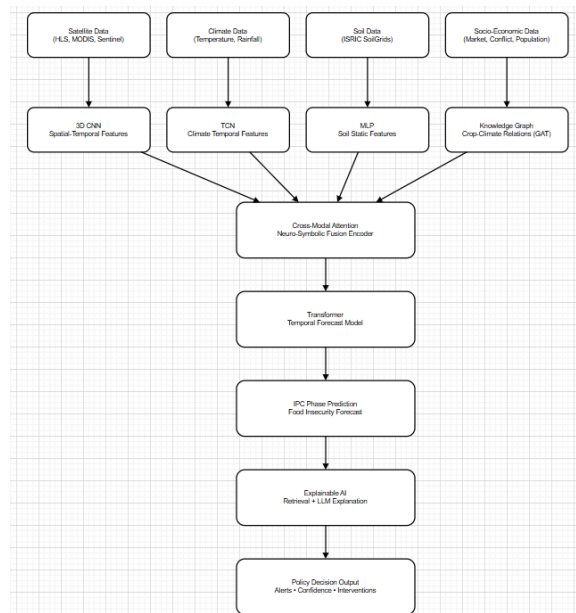 Satellite Data
(HLS, MODIS, Sentinel)
Climate Data
(Temperature, Rainfall)
Soil Data
(ISRIC SoilGrids)
Socio-Economic Data
(Market, Conflict, Population)
3D CNN
Spatial-Temporal Features
TCN
Climate Temporal Features
MLP
Soil Static Features
Knowledge Graph
Crop-Climate Relations (GAT)
Cross-Modal Attention
Neuro-Symbolic Fusion Encoder
Transformer
Temporal Forecast Model
IPC Phase Prediction
Food Insecurity Forecast
Explainable AI
Retrieval + LLM Explanation
Policy Decision Output
Alerts • Confidence • Interventions